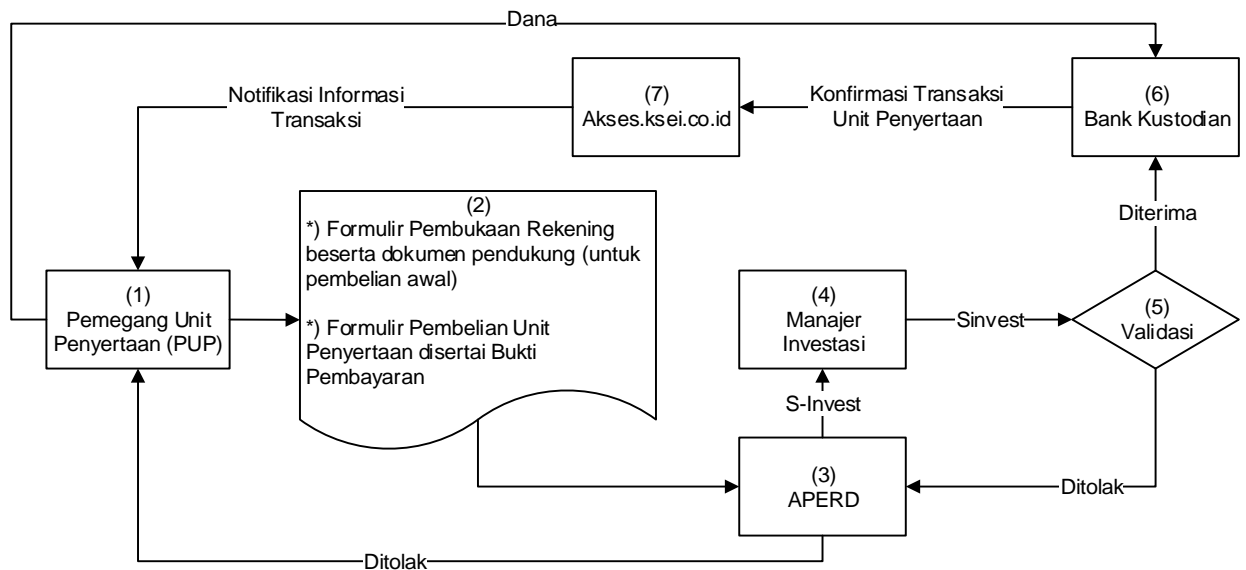 Dana
Notifikasi Informasi
Transaksi
(7)
Akses.ksei.co.id
Konfirmasi Transaksi
Unit Penyertaan
(6)
Bank Kustodian
(2)
*) Formulir Pembukaan Rekening
beserta dokumen pendukung (untuk
pembelian awal)
*) Formulir Pembelian Unit
Penyertaan disertai Bukti
Pembayaran
Diterima
(1)
Pemegang Unit
Penyertaan (PUP)
(4)
Manajer
Investasi
Sinvest
(5)
Validasi
S-Invest
(3)
APERD
Ditolak
Ditolak